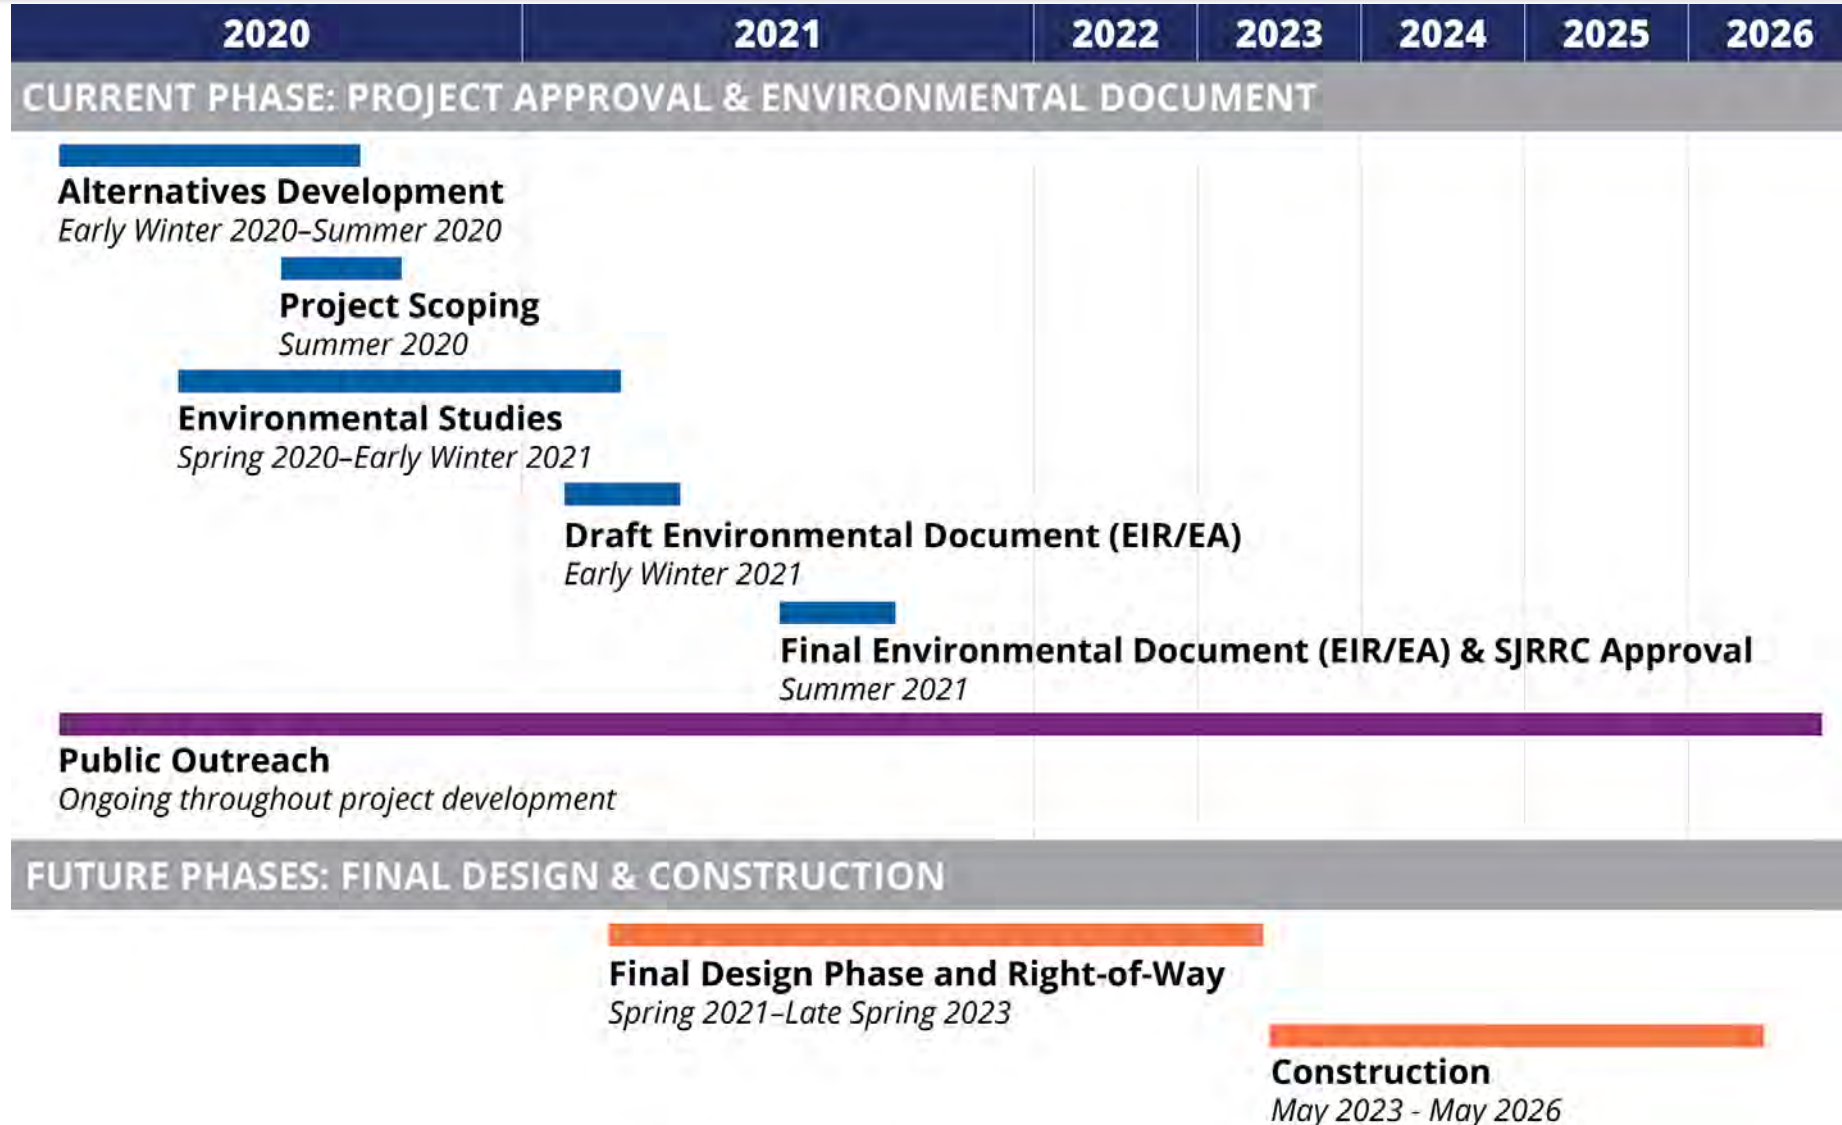 2020 2021 2022 2023 2024 2025 2026
CURRENT PHASE: PROJECT APPROVAL & ENVIRONMENTAL DOCUMENT
Alternatives Development
Early Winter 2020–Summer 2020
Project Scoping
Summer 2020
Environmental Studies
Spring 2020–Early Winter 2021
Draft Environmental Document (EIR/EA)
Early Winter 2021
Final Environmental Document (EIR/EA) & SJRRC Approval
Summer 2021
Public Outreach
Ongoing throughout project development
FUTURE PHASES: FINAL DESIGN & CONSTRUCTION
Final Design Phase and Right-of-Way
Spring 2021–Late Spring 2023
Construction
May 2023 - May 2026